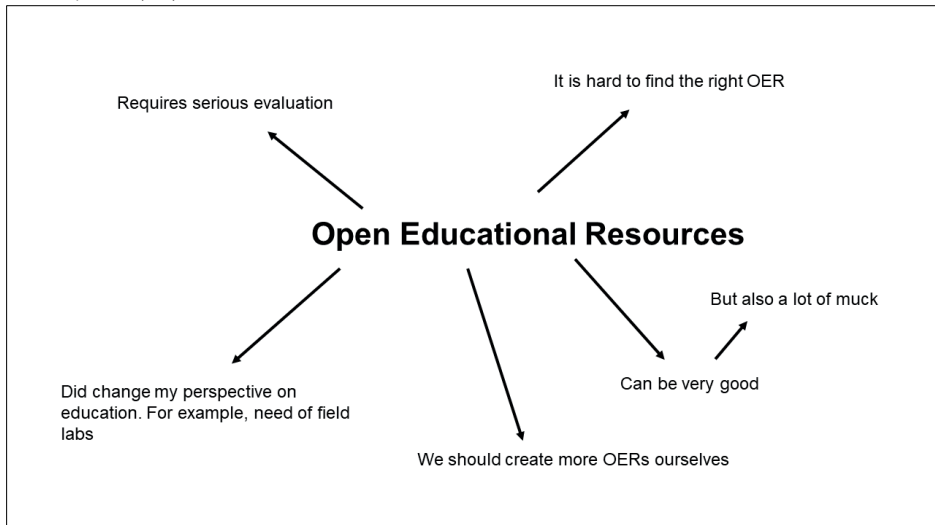 It is hard to find the right OER
Requires serious evaluation
Open Educational Resources
But also a lot of muck
Can be very good
Did change my perspective on
education. For example, need of field
labs
We should create more OERs ourselves